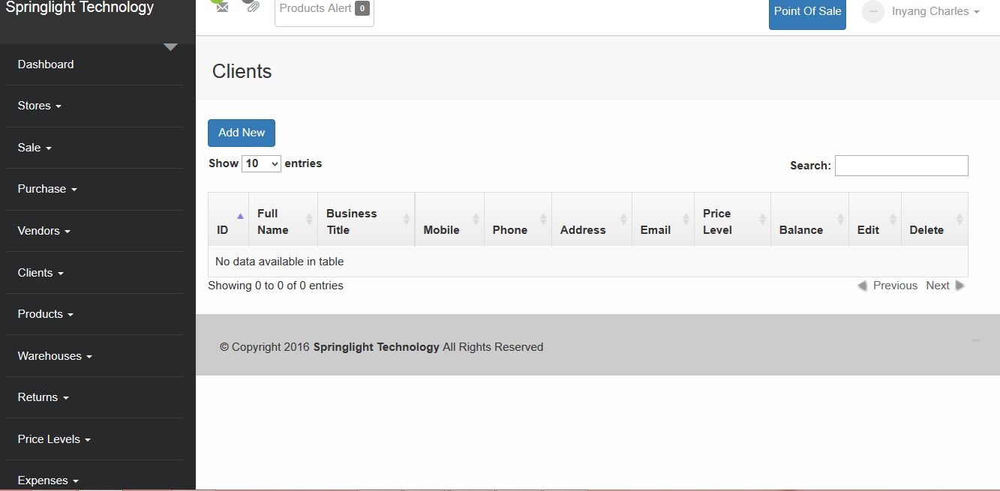 Springlight Technology
Products Alert 0
Point Of Sale
Inyang Charles
Dashboard
Stores
Sale
Purchase
Vendors
Clients
Products
Warehouses
Returns
Price Levels
Expenses
Clients
Add New
Show 10 entries
Search:
ID
Full Name
Business Title
Mobile
Phone
Address
Email
Price Level
Balance
Edit
Delete
No data available in table
Showing 0 to 0 of 0 entries
Previous Next
© Copyright 2016 Springlight Technology All Rights Reserved